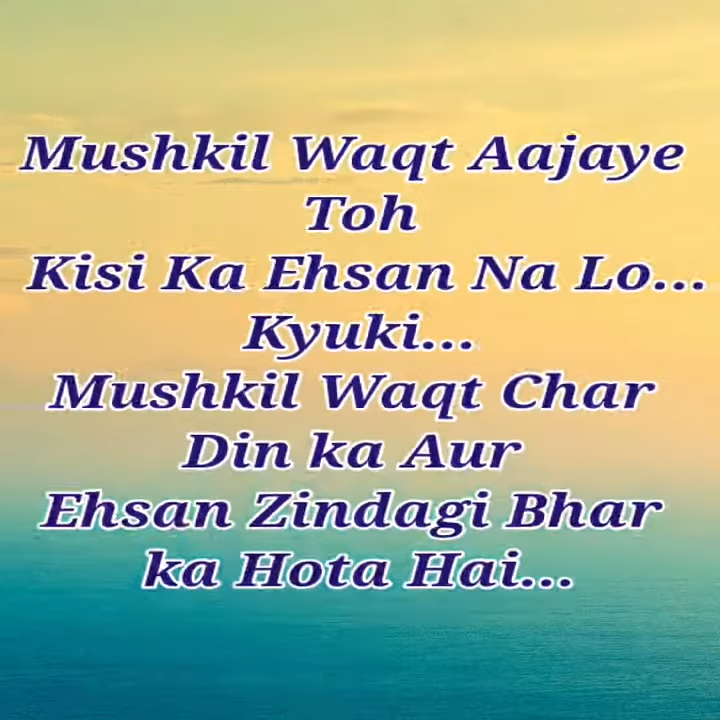 Mushkil Waqt Aajaye
Toh
Kisi Ka Ehsan Na Lo...
Kyuki...
Mushkil Waqt Char
Din ka Aur
Ehsan Zindagi Bhar
ka Hota Hai...